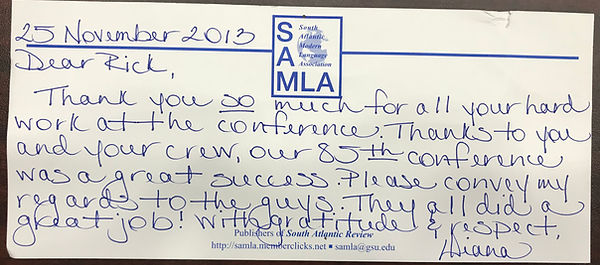 25 November 2013
SAMLA
South
Atlantic
Modern
Language
Association
Dear Rick,
Thank you so much for all your hard
work at the conference. Thanks to you
and your crew, our 85th conference
was a great success. Please convey my
regards to the guys. They all did a
great job! With gratitude & respect,
Diana
Publishers of South Atlantic Review
http://samla.memberclicks.net ▪ samla@gsu.edu